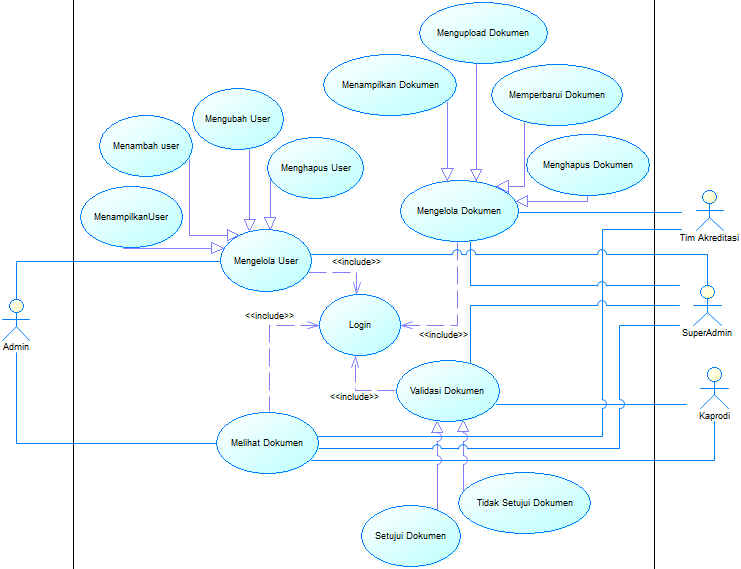 Mengupload Dokumen
Menampilkan Dokumen
Memperbarui Dokumen
Mengubah User
Menambah user
Menghapus User
Menghapus Dokumen
MenampilkanUser
Mengelola Dokumen
Tim Akreditasi
Mengelola User
<<include>>
<<include>>
Login
<<include>>
SuperAdmin
Admin
Validasi Dokumen
<<include>>
Kaprodi
Melihat Dokumen
Tidak Setujui Dokumen
Setujui Dokumen